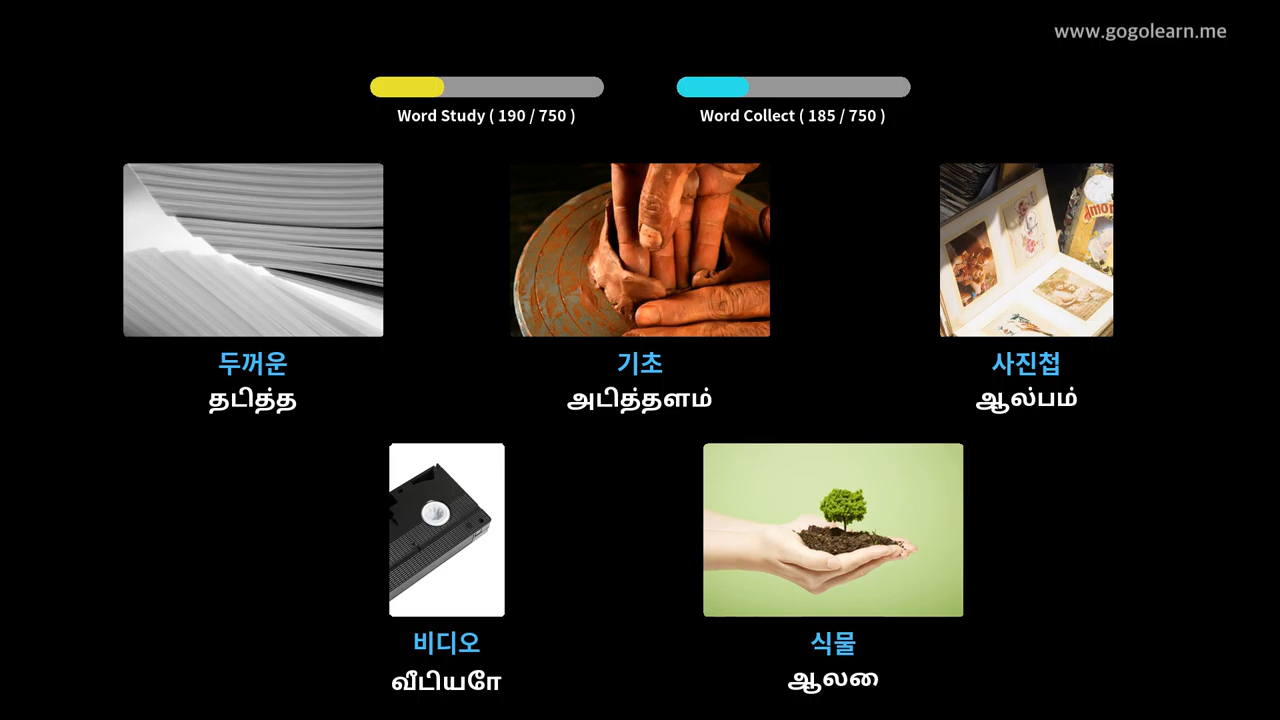 www.gogolearn.me
Word Study ( 190 / 750 )
Word Collect ( 185 / 750 )
두꺼운
தடித்த
기초
அடித்தளம்
사진첩
ஆல்பம்
비디오
வீடியோ
식물
ஆலை